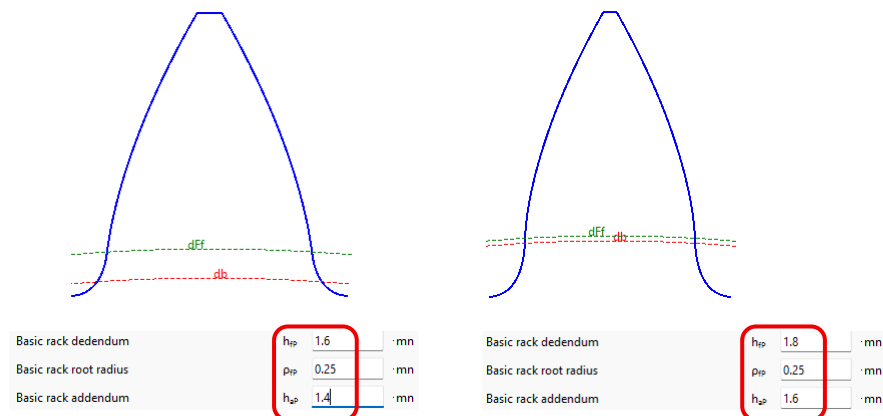 dFf
db
dFf
db
Basic rack dedendum hfP 1.6 ·mn
Basic rack root radius ρfP 0.25 ·mn
Basic rack addendum haP 1.4 ·mn
Basic rack dedendum hfP 1.8 ·mn
Basic rack root radius ρfP 0.25 ·mn
Basic rack addendum haP 1.6 ·mn